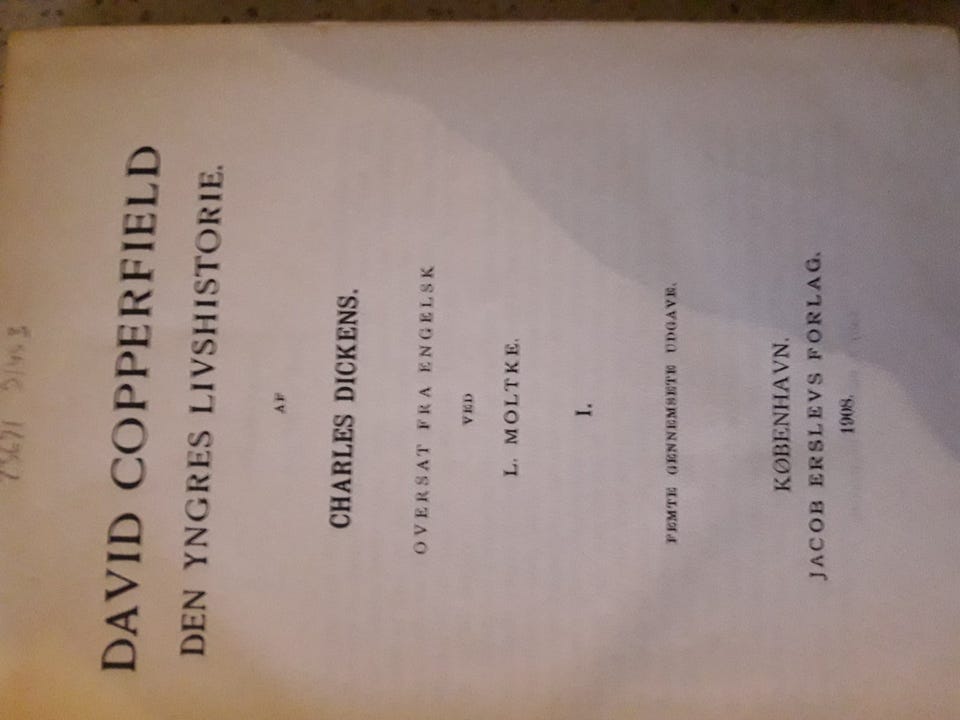 DAVID COPPERFIELD
DEN YNGRES LIVSHISTORIE.
AF
CHARLES DICKENS.
OVERSAT FRA ENGELSK
VED
L. MOLTKE.
I.
FEMTE GENNEMSETE UDGAVE.
KØBENHAVN.
JACOB ERSLEVS FORLAG.
1908.